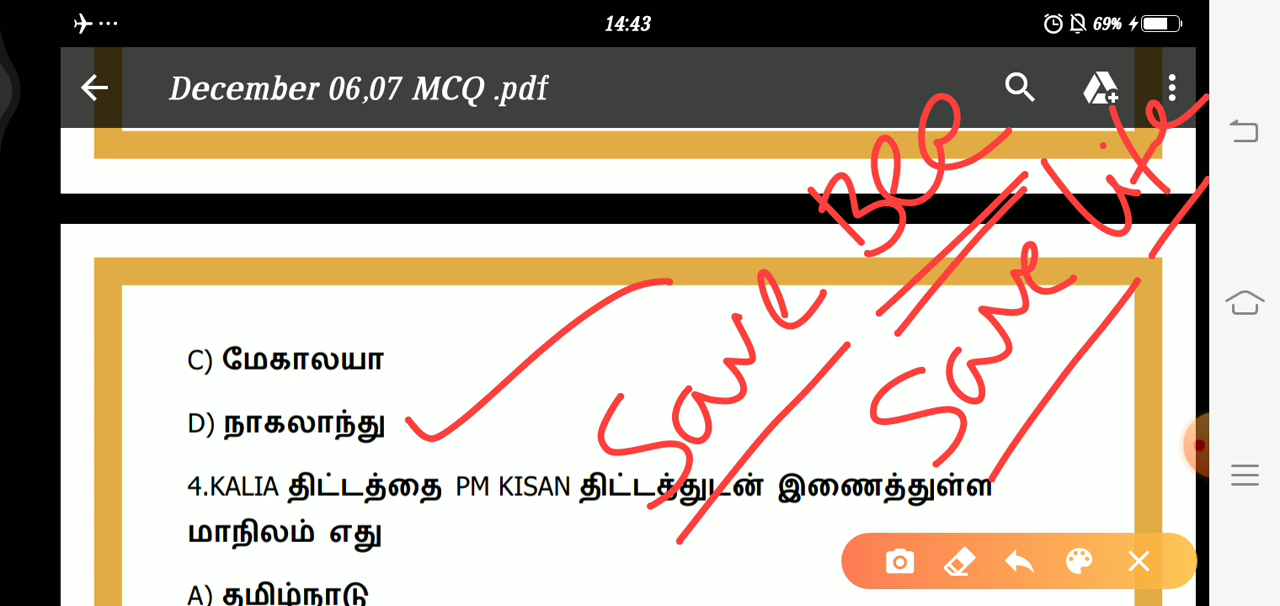 14:43
69%
December 06,07 MCQ .pdf
Save Bee
Save Life
C) மேகாலயா
D) நாகலாந்து
4.KALIA திட்டத்தை PM KISAN திட்டத்துடன் இணைத்துள்ள
மாநிலம் எது
A) தமிழ்நாடு